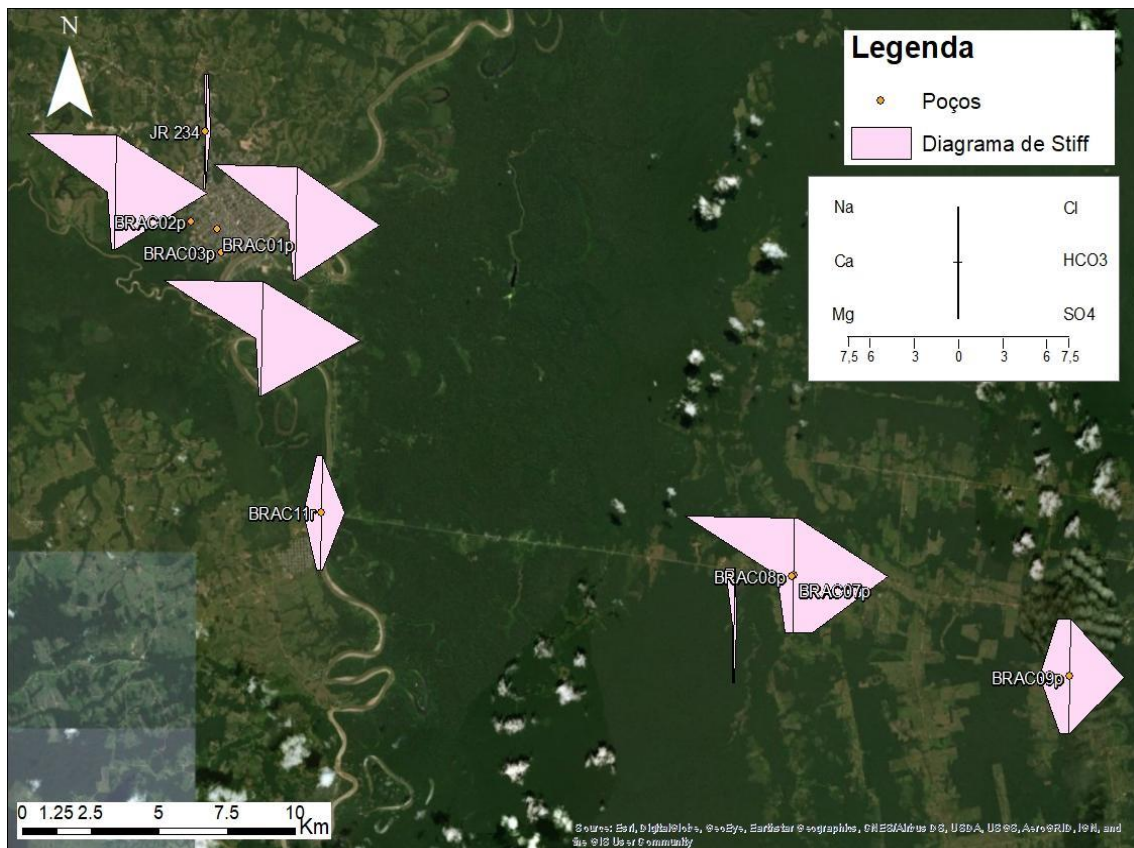 N
Legenda
Poços
Diagrama de Stiff
Na Cl
Ca HCO3
Mg SO4
7,5 6 3 0 3 6 7,5
JR 234
BRAC02p
BRAC01p
BRAC03p
BRAC11r
BRAC08p
BRAC07p
BRAC09p
0 1.25 2.5 5 7.5 10
Km
Source: Esri, DigitalGlobe, GeoEye, Earthstar Geographics, CNES/Airbus DS, USDA, USGS, AeroGRID, IGN, and
the GIS User Community